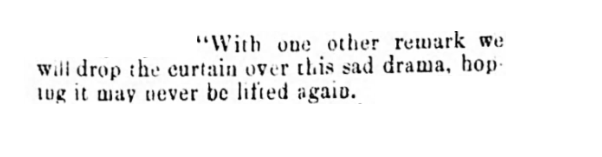 “With one other remark we
will drop the curtain over this sad drama, hop-
ing it may never be lifted again.